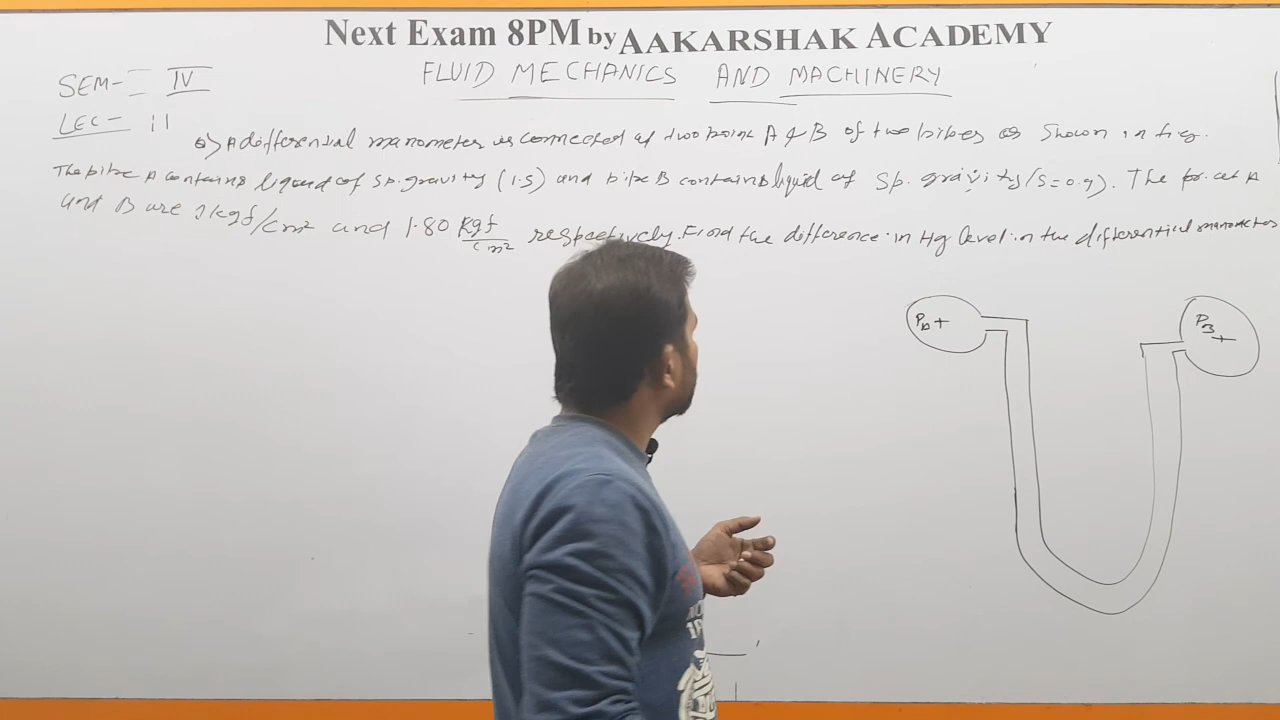 Next Exam 8PM by AAKARSHAK ACADEMY
FLUID MECHANICS AND MACHINERY
SEM- IV
LEC- 11
Q) A differential manometer is connected at two point A & B of two pipes as shown in fig.
The pipe A contains liquid of sp. gravity (1.5) and pipe B contains liquid of sp. gravity (S=0.9). The pr. at A
and B are 1 kgf/cm² and 1.80 kgf/cm² respectively. Find the difference in Hg level in the differential manometer
PA+
PB+